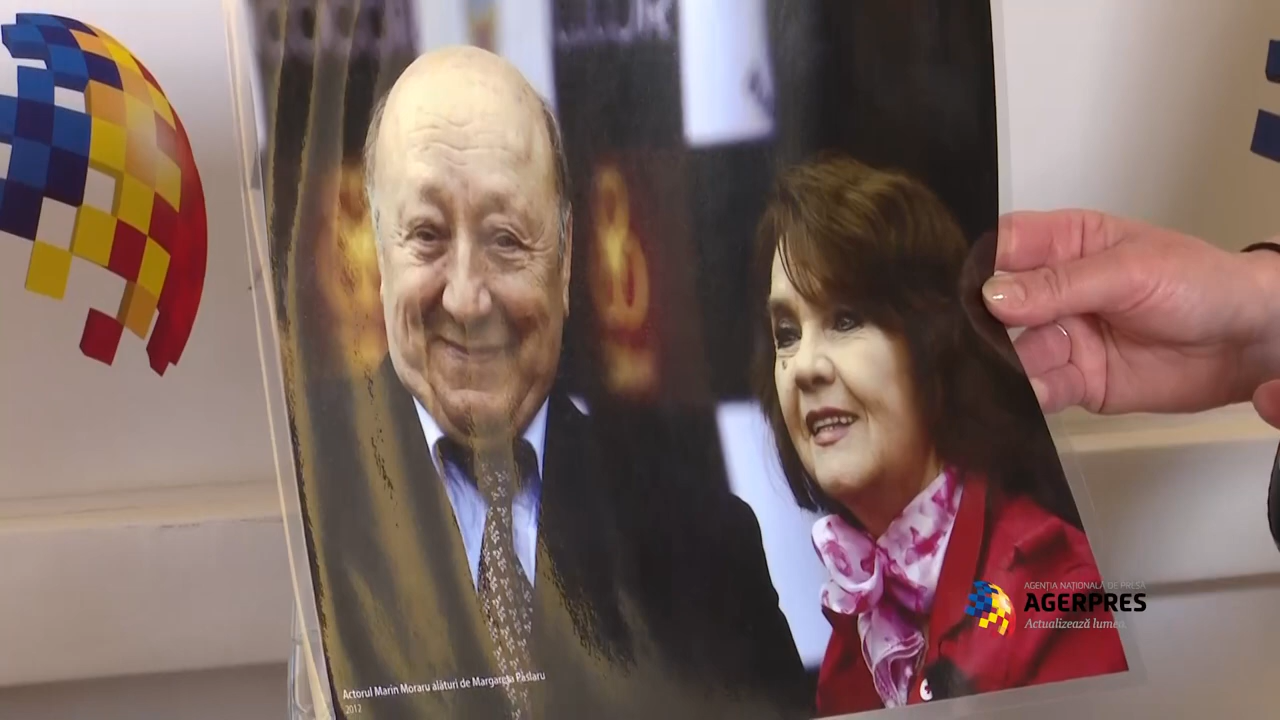 Actorul Marin Moraru alături de Margareta Pâslaru
2012
AGENȚIA NAȚIONALĂ DE PRESĂ
AGERPRES
Actualizează lumea.